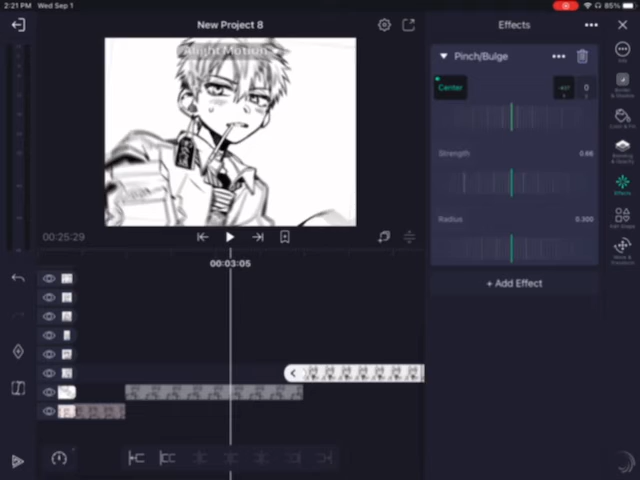 2:21 PM Wed Sep 1
85%
New Project 8
Effects
Alight Motion
Pinch/Bulge
Center
0
Strength
0.66
Radius
0.300
00:25:29
00:03:05
+ Add Effect
Effects